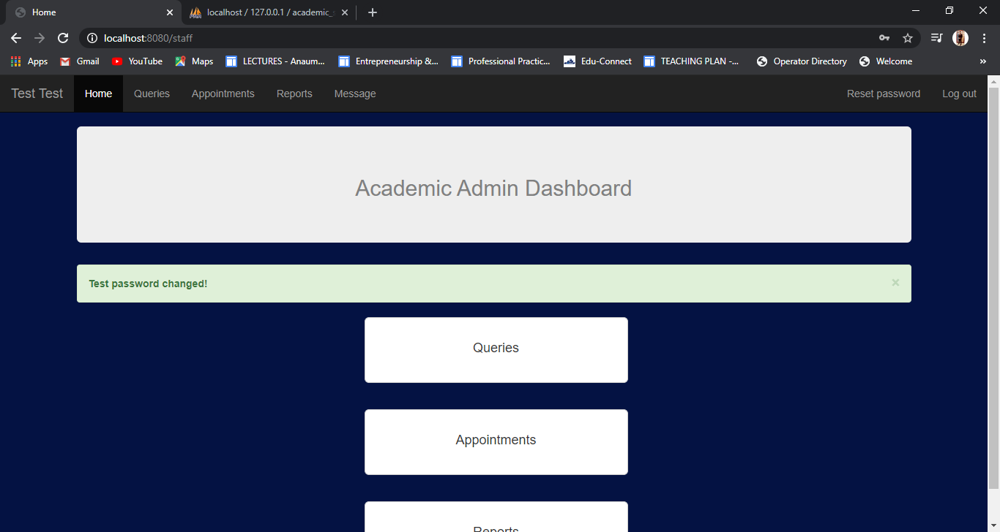 Home
localhost / 127.0.0.1 / academic_s
localhost:8080/staff
Apps Gmail YouTube Maps LECTURES - Anaum... Entrepreneurship &... Professional Practic... Edu-Connect TEACHING PLAN -... Operator Directory Welcome »
Test Test Home Queries Appointments Reports Message Reset password Log out
Academic Admin Dashboard
Test password changed! ×
Queries
Appointments
Reports